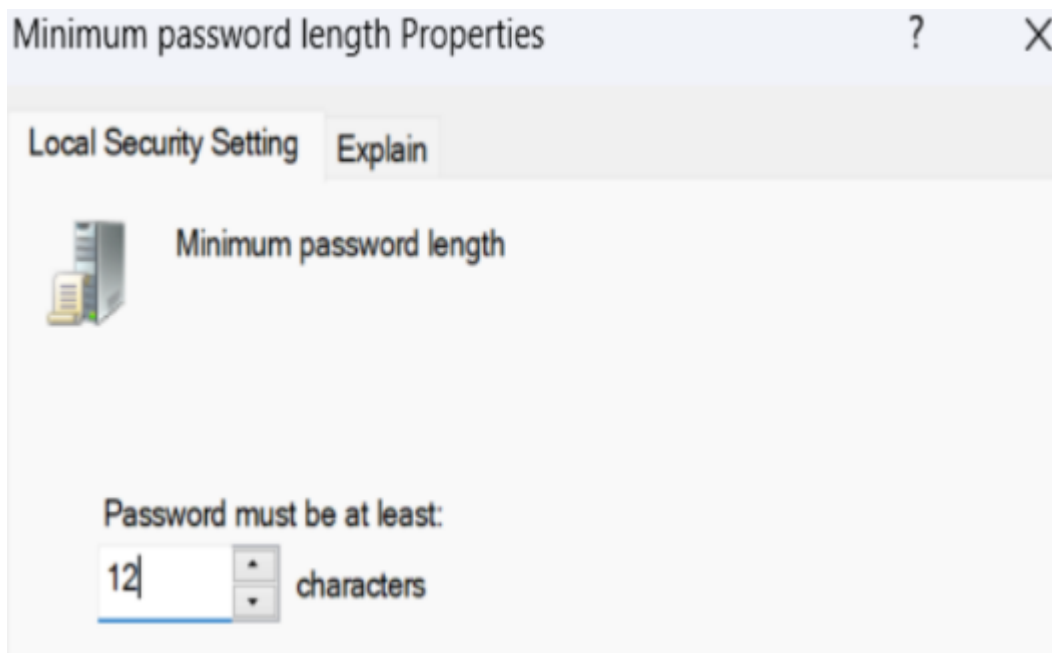 Minimum password length Properties ? X
Local Security Setting Explain
Minimum password length
Password must be at least:
12 characters